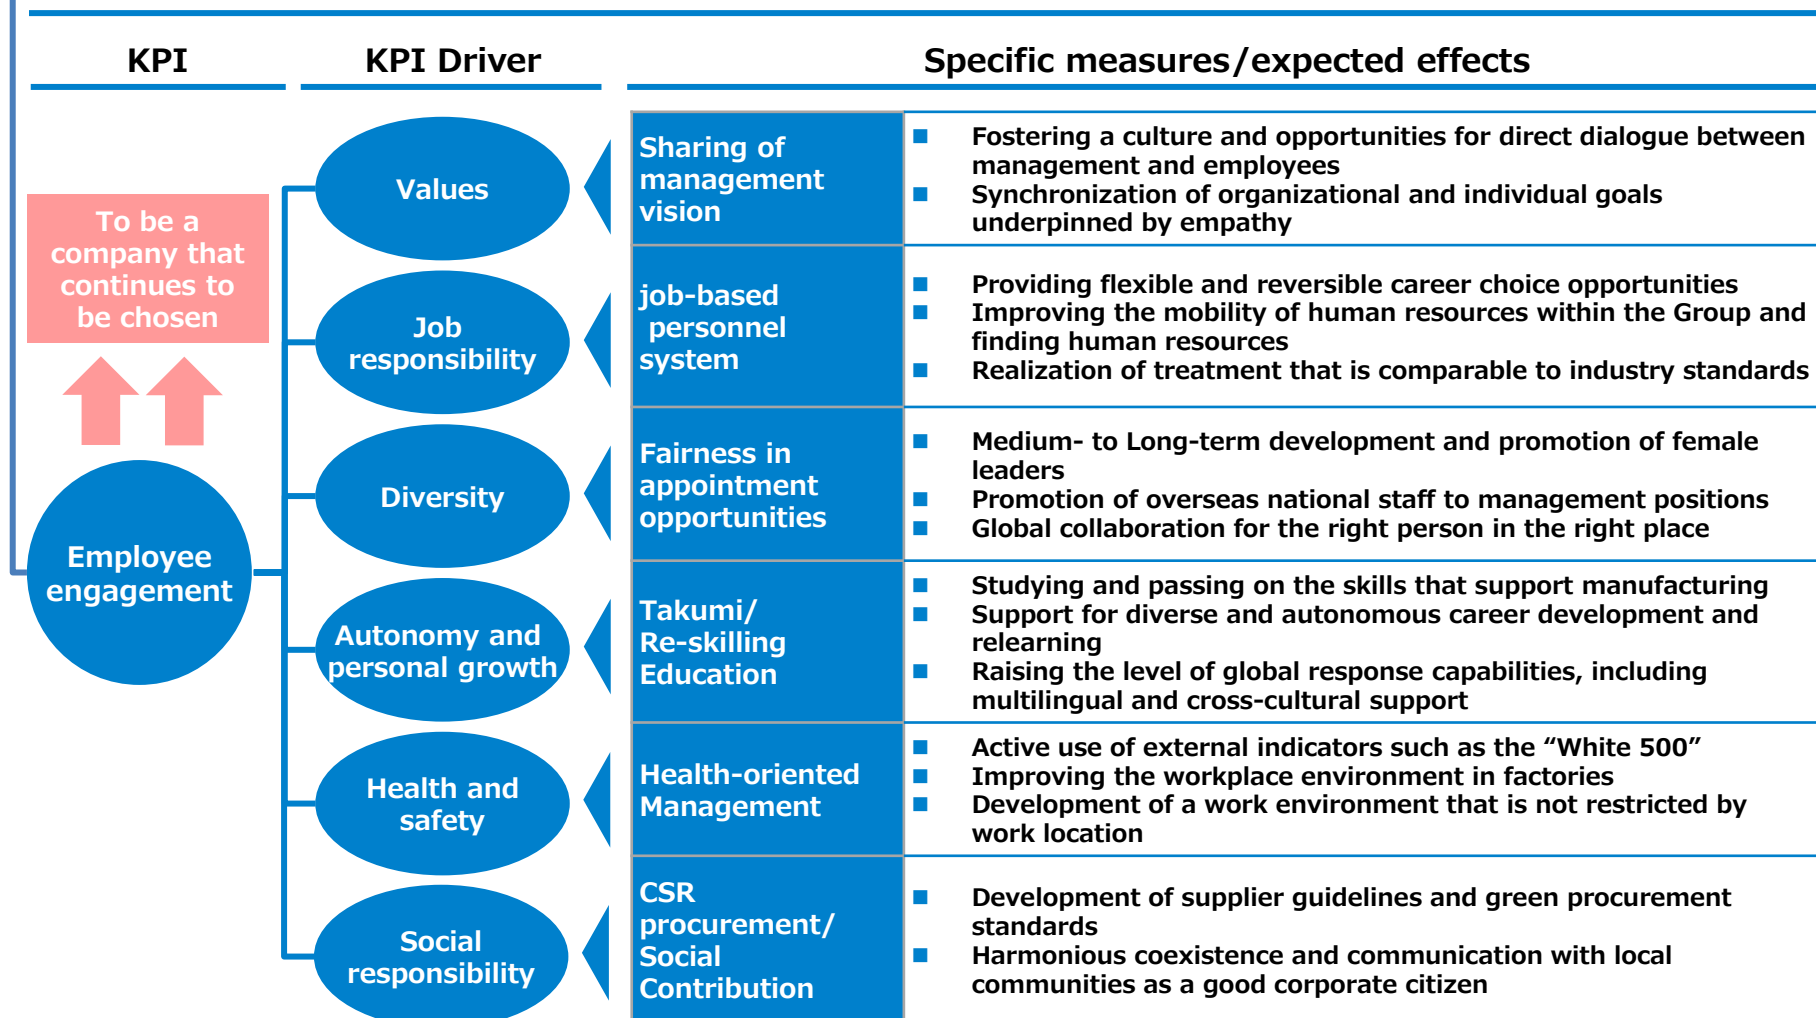 KPI
KPI Driver
Specific measures/expected effects
To be a
company that
continues to
be chosen
Employee
engagement
Values
Sharing of
management
vision
■ Fostering a culture and opportunities for direct dialogue between
management and employees
■ Synchronization of organizational and individual goals
underpinned by empathy
Job
responsibility
job-based
personnel
system
■ Providing flexible and reversible career choice opportunities
■ Improving the mobility of human resources within the Group and
finding human resources
■ Realization of treatment that is comparable to industry standards
Diversity
Fairness in
appointment
opportunities
■ Medium- to Long-term development and promotion of female
leaders
■ Promotion of overseas national staff to management positions
■ Global collaboration for the right person in the right place
Autonomy and
personal growth
Takumi/
Re-skilling
Education
■ Studying and passing on the skills that support manufacturing
■ Support for diverse and autonomous career development and
relearning
■ Raising the level of global response capabilities, including
multilingual and cross-cultural support
Health and
safety
Health-oriented
Management
■ Active use of external indicators such as the “White 500”
■ Improving the workplace environment in factories
■ Development of a work environment that is not restricted by
work location
Social
responsibility
CSR
procurement/
Social
Contribution
■ Development of supplier guidelines and green procurement
standards
■ Harmonious coexistence and communication with local
communities as a good corporate citizen